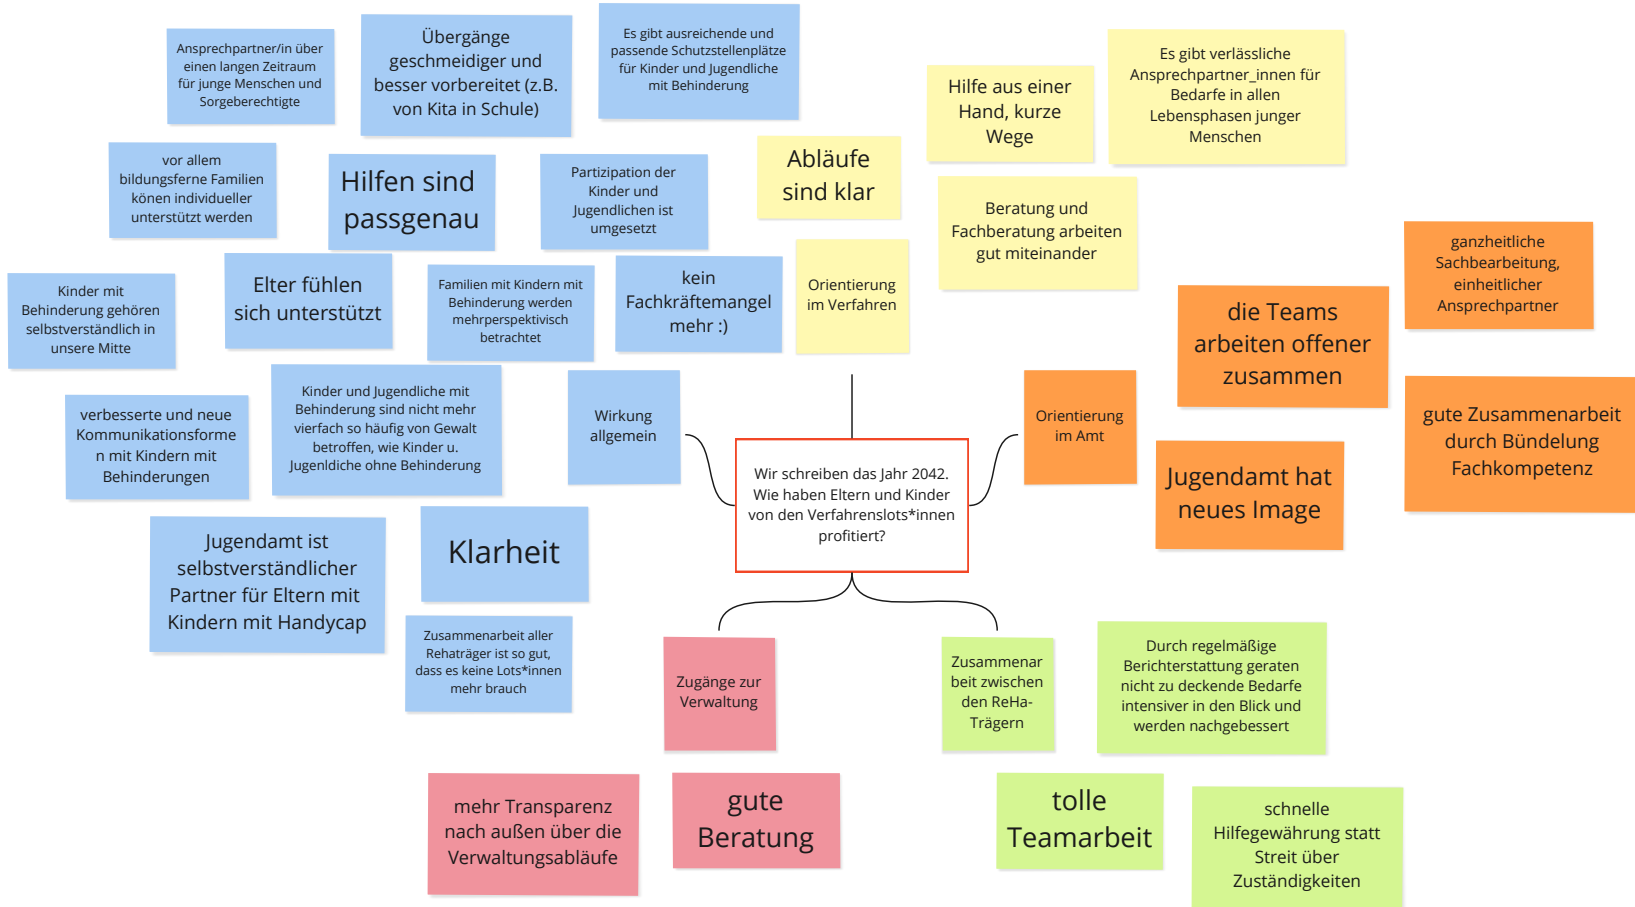 Ansprechpartner/in über
einen langen Zeitraum
für junge Menschen und
Sorgeberechtigte
Übergänge
geschmeidiger und
besser vorbereitet (z.B.
von Kita in Schule)
Es gibt ausreichende und
passende Schutzstellenplätze
für Kinder und Jugendliche
mit Behinderung
vor allem
bildungsferne Familien
könen individueller
unterstützt werden
Hilfen sind
passgenau
Partizipation der
Kinder und
Jugendlichen ist
umgesetzt
Kinder mit
Behinderung gehören
selbstverständlich in
unsere Mitte
Elter fühlen
sich unterstützt
Familien mit Kindern mit
Behinderung werden
mehrperspektivisch
betrachtet
kein
Fachkräftemangel
mehr :)
verbesserte und neue
Kommunikationsforme
n mit Kindern mit
Behinderungen
Kinder und Jugendliche mit
Behinderung sind nicht mehr
vierfach so häufig von Gewalt
betroffen, wie Kinder u.
Jugenldiche ohne Behinderung
Wirkung
allgemein
Jugendamt ist
selbstverständlicher
Partner für Eltern mit
Kindern mit Handycap
Klarheit
Zusammenarbeit aller
Rehaträger ist so gut,
dass es keine Lots*innen
mehr brauch
Abläufe
sind klar
Hilfe aus einer
Hand, kurze
Wege
Es gibt verlässliche
Ansprechpartner_innen für
Bedarfe in allen
Lebensphasen junger
Menschen
Beratung und
Fachberatung arbeiten
gut miteinander
Orientierung
im Verfahren
Wir schreiben das Jahr 2042.
Wie haben Eltern und Kinder
von den Verfahrenslots*innen
profitiert?
Orientierung
im Amt
die Teams
arbeiten offener
zusammen
ganzheitliche
Sachbearbeitung,
einheitlicher
Ansprechpartner
Jugendamt hat
neues Image
gute Zusammenarbeit
durch Bündelung
Fachkompetenz
Zugänge zur
Verwaltung
mehr Transparenz
nach außen über die
Verwaltungsabläufe
gute
Beratung
Zusammenar
beit zwischen
den ReHa-
Trägern
Durch regelmäßige
Berichterstattung geraten
nicht zu deckende Bedarfe
intensiver in den Blick und
werden nachgebessert
tolle
Teamarbeit
schnelle
Hilfegewährung statt
Streit über
Zuständigkeiten